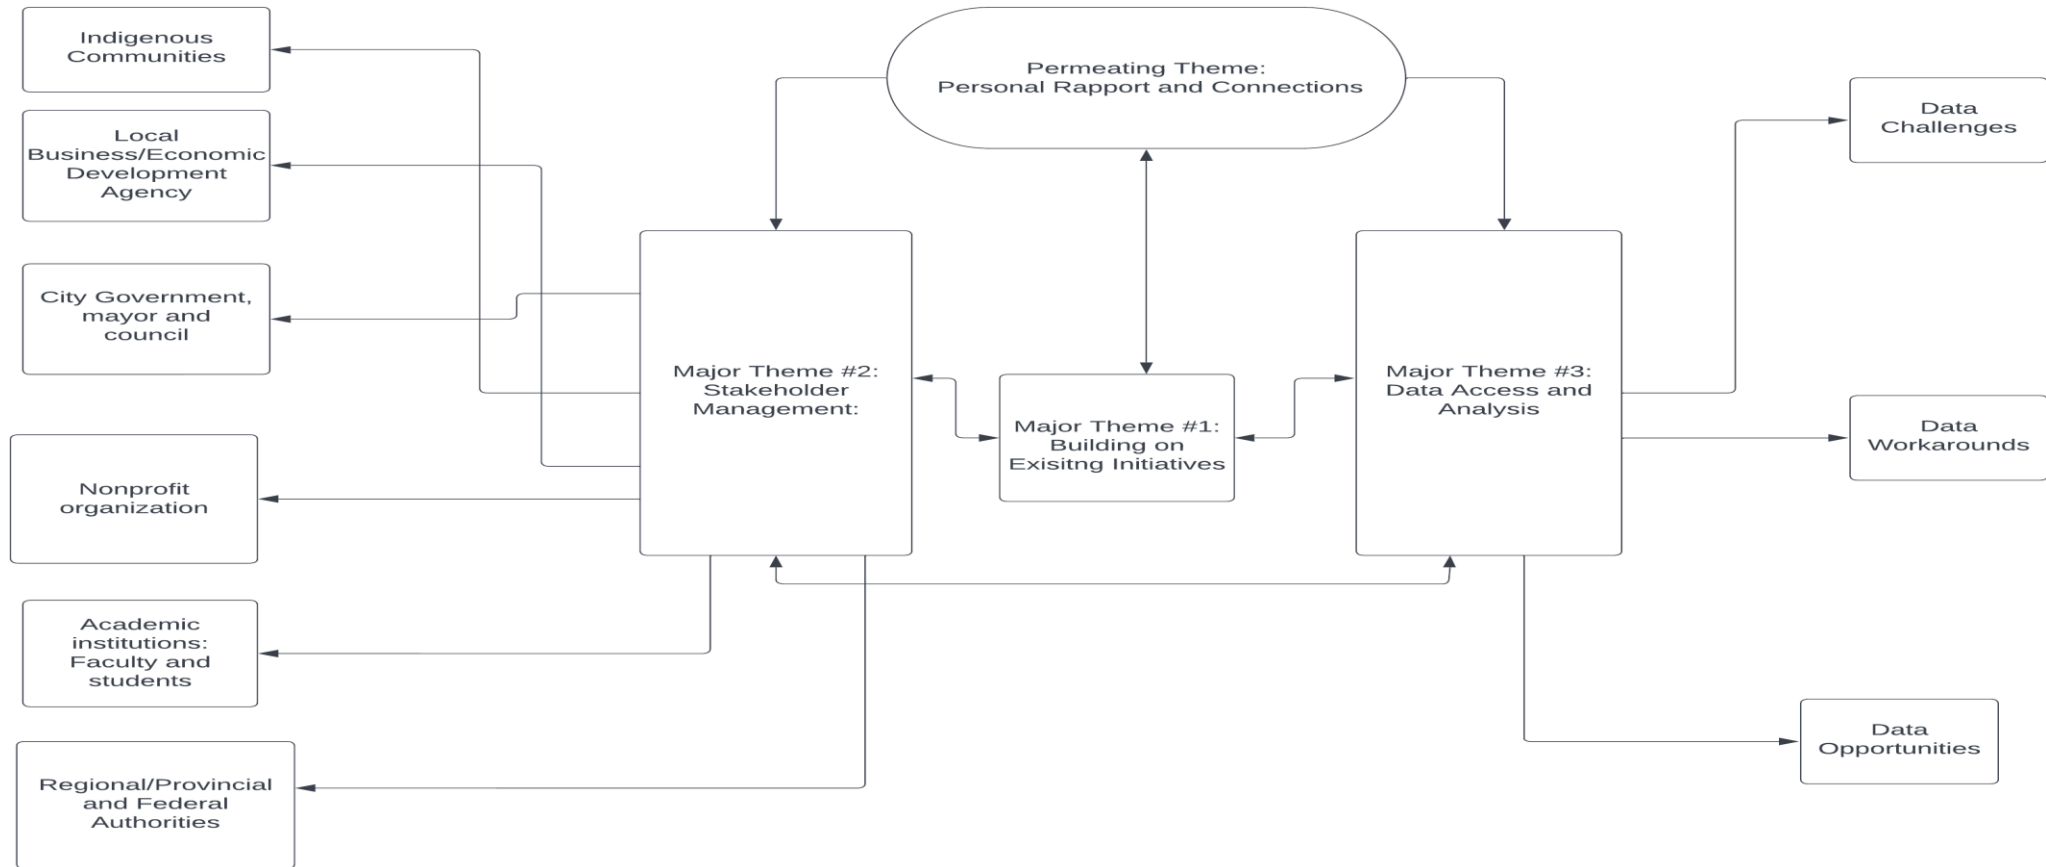 Indigenous
Communities
Local
Business/Economic
Development
Agency
City Government,
mayor and
council
Nonprofit
organization
Academic
institutions:
Faculty and
students
Regional/Provincial
and Federal
Authorities
Permeating Theme:
Personal Rapport and Connections
Major Theme #2:
Stakeholder
Management:
Major Theme #1:
Building on
Exisitng Initiatives
Major Theme #3:
Data Access and
Analysis
Data
Challenges
Data
Workarounds
Data
Opportunities